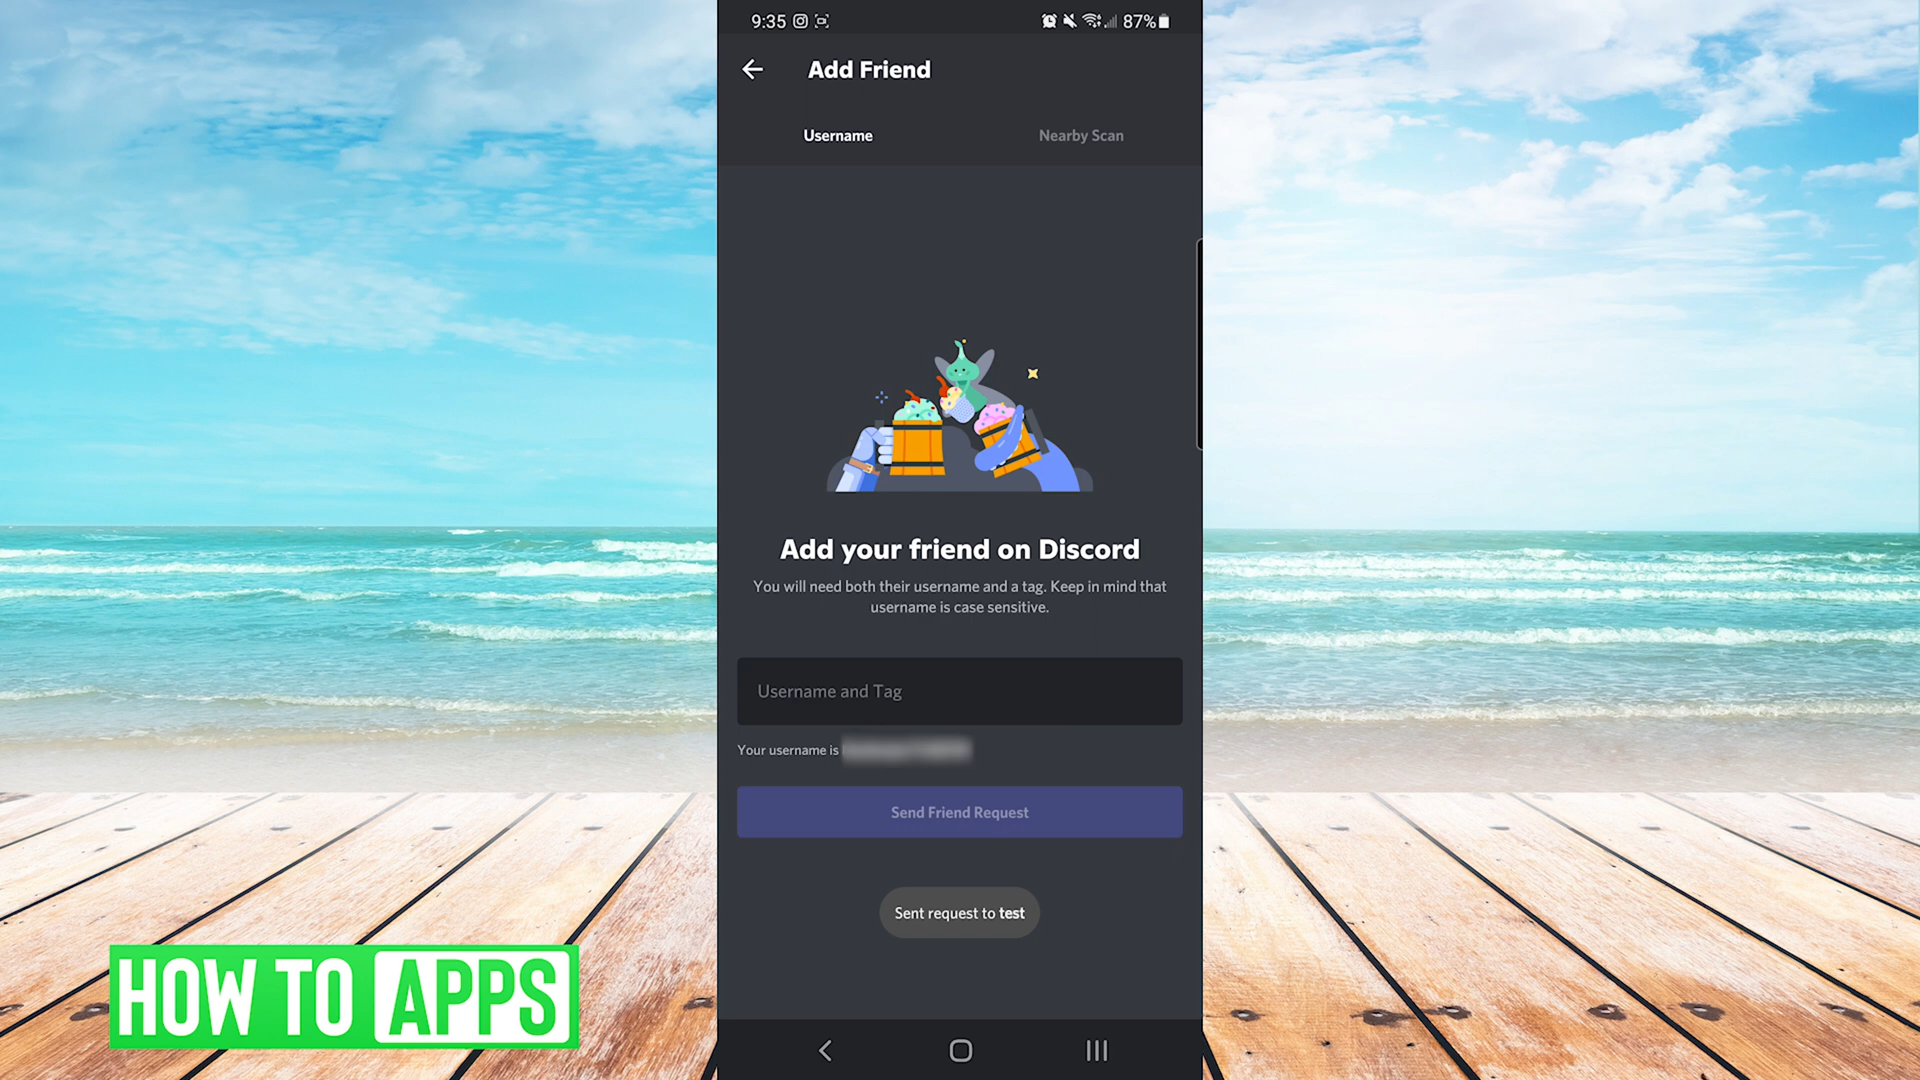 9:35
87%
Add Friend
Username
Nearby Scan
Add your friend on Discord
You will need both their username and a tag. Keep in mind that
username is case sensitive.
Username and Tag
Your username is
Send Friend Request
Sent request to test
HOW TO APPS